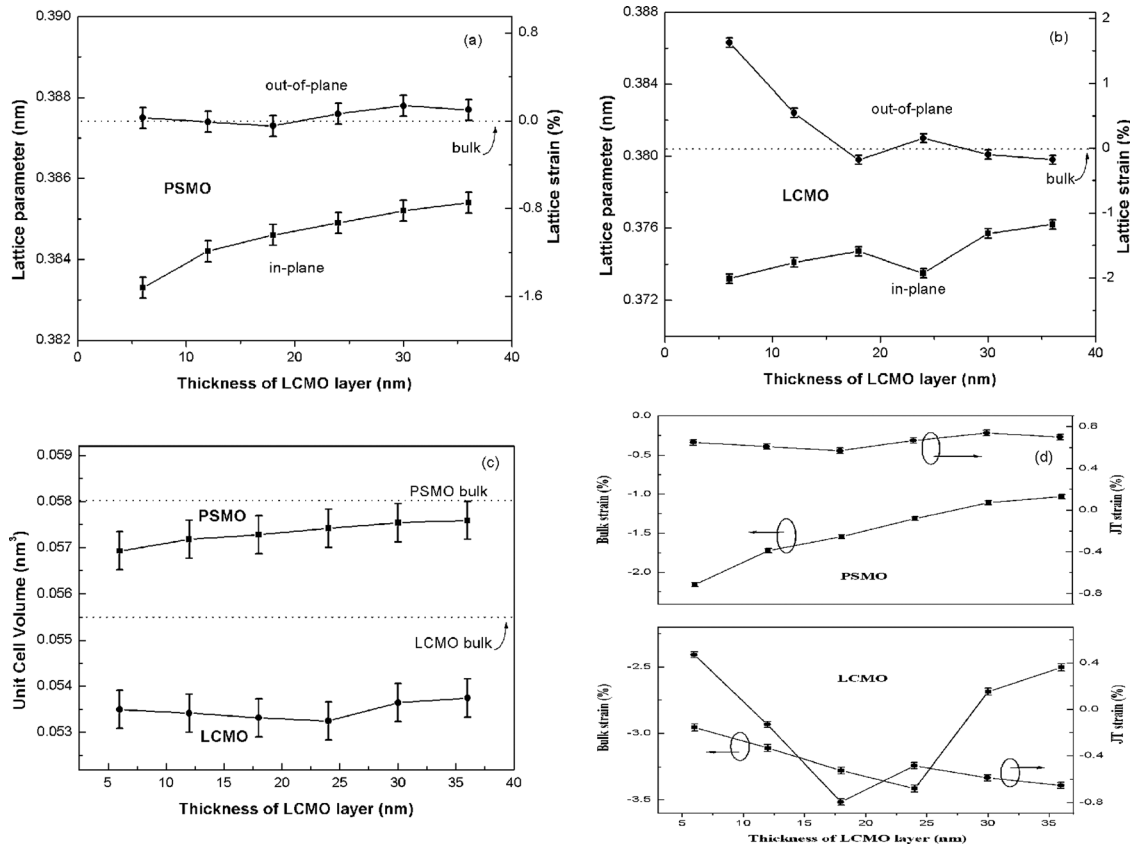 (a)
out-of-plane
bulk
PSMO
in-plane
Lattice parameter (nm)
Lattice strain (%)
0.390
0.388
0.386
0.384
0.382
0.8
0.0
-0.8
-1.6
0 10 20 30 40
Thickness of LCMO layer (nm)
(b)
out-of-plane
bulk
LCMO
in-plane
Lattice parameter (nm)
Lattice strain (%)
0.388
0.384
0.380
0.376
0.372
2
1
0
-1
-2
0 10 20 30 40
Thickness of LCMO layer (nm)
(c)
PSMO bulk
PSMO
LCMO bulk
LCMO
Unit Cell Volume (nm³)
0.059
0.058
0.057
0.056
0.055
0.054
0.053
5 10 15 20 25 30 35 40
Thickness of LCMO layer (nm)
(d)
PSMO
Bulk strain (%)
JT strain (%)
0.0
-0.5
-1.0
-1.5
-2.0
0.8
0.4
0.0
-0.4
-0.8
LCMO
Bulk strain (%)
JT strain (%)
-2.5
-3.0
-3.5
0.4
0.0
-0.4
-0.8
5 10 15 20 25 30 35
Thickness of LCMO layer (nm)